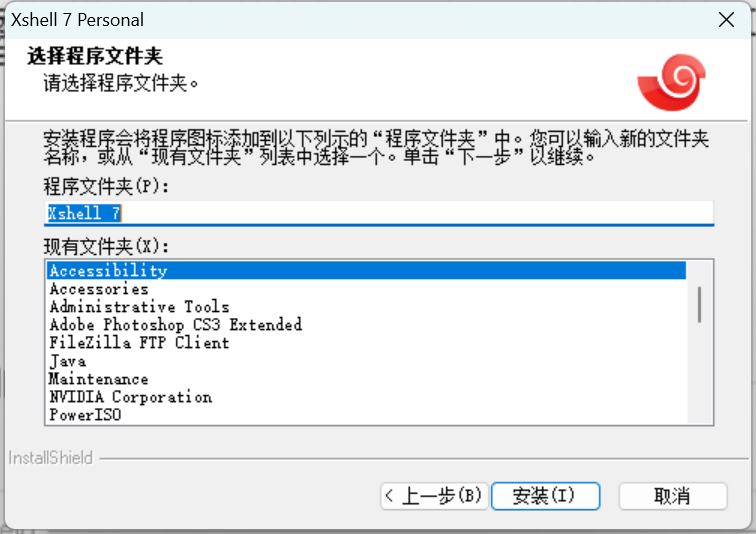 Xshell 7 Personal
选择程序文件夹
请选择程序文件夹。
安装程序会将程序图标添加到以下列示的“程序文件夹”中。您可以输入新的文件夹
名称，或从“现有文件夹”列表中选择一个。单击“下一步”以继续。
程序文件夹(P):
Xshell 7
现有文件夹(X):
Accessibility
Accessories
Administrative Tools
Adobe Photoshop CS3 Extended
FileZilla FTP Client
Java
Maintenance
NVIDIA Corporation
PowerISO
InstallShield
< 上一步(B) 安装(I) 取消